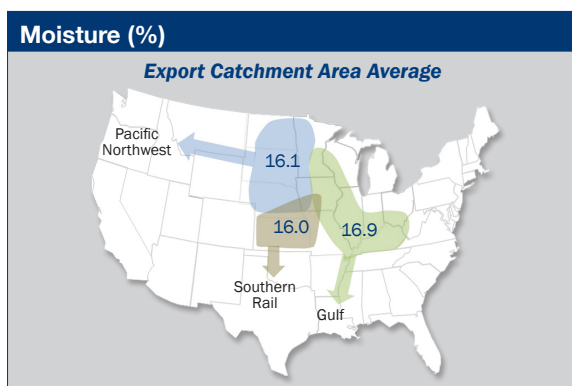 Moisture (%)
Export Catchment Area Average
Pacific
Northwest
16.1
16.0
16.9
Southern
Rail
Gulf